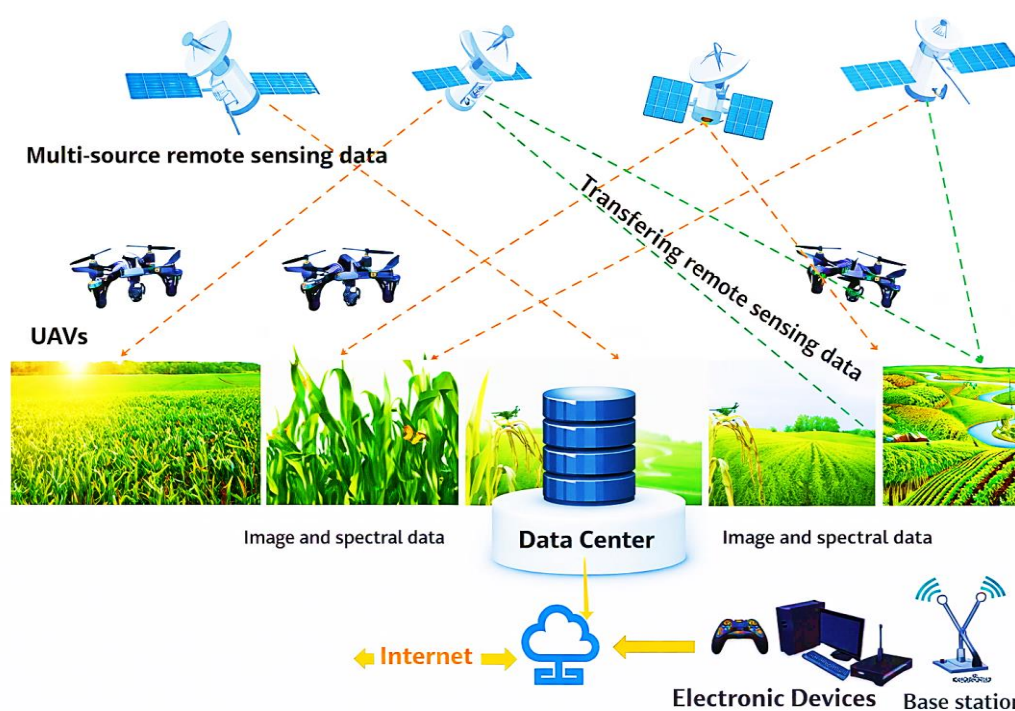 Multi-source remote sensing data
Transfering remote sensing data
UAVs
Image and spectral data
Data Center
Image and spectral data
Internet
Electronic Devices
Base station